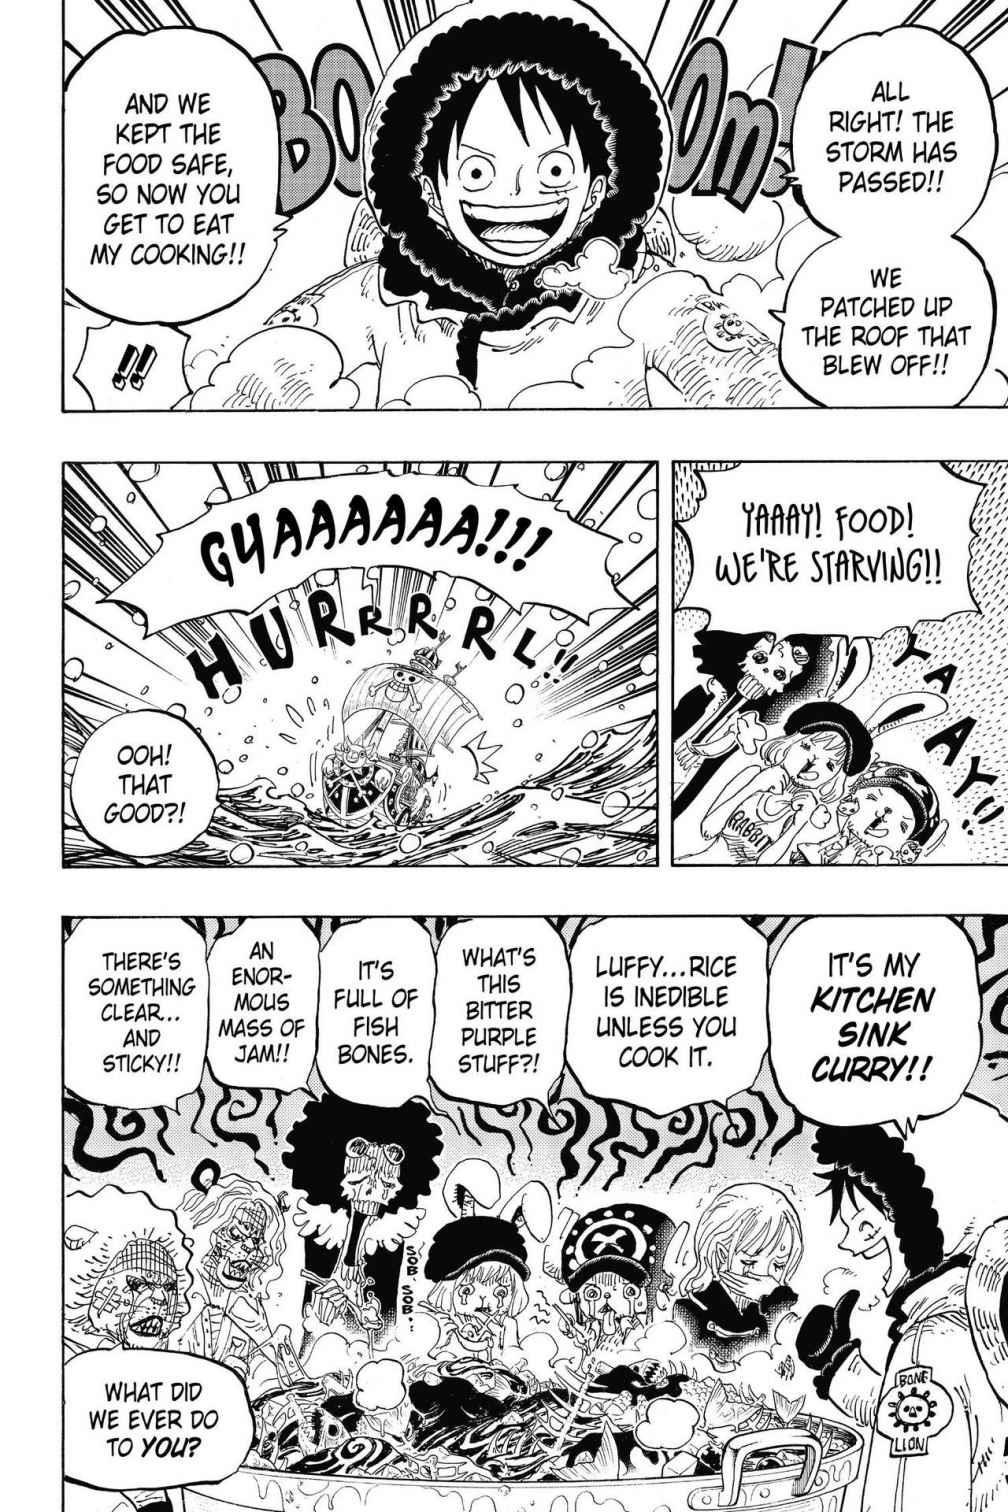 ALL
RIGHT! THE
STORM HAS
PASSED!!
WE
PATCHED UP
THE ROOF THAT
BLEW OFF!!
BO
OM!!
AND WE
KEPT THE
FOOD SAFE,
SO NOW YOU
GET TO EAT
MY COOKING!!
!!
YAAAY! FOOD!
WE'RE STARVING!!
YAAAY!!
RABBIT
GYAAAAAAA!!!
HURRRRL!!
OOH!
THAT
GOOD?!
IT'S MY
KITCHEN
SINK
CURRY!!
LUFFY...RICE
IS INEDIBLE
UNLESS YOU
COOK IT.
WHAT'S
THIS
BITTER
PURPLE
STUFF?!
IT'S
FULL OF
FISH
BONES.
AN
ENOR-
MOUS
MASS OF
JAM!!
THERE'S
SOMETHING
CLEAR...
AND
STICKY!!
SOB, SOB...
BONE
LION
WHAT DID
WE EVER DO
TO YOU?